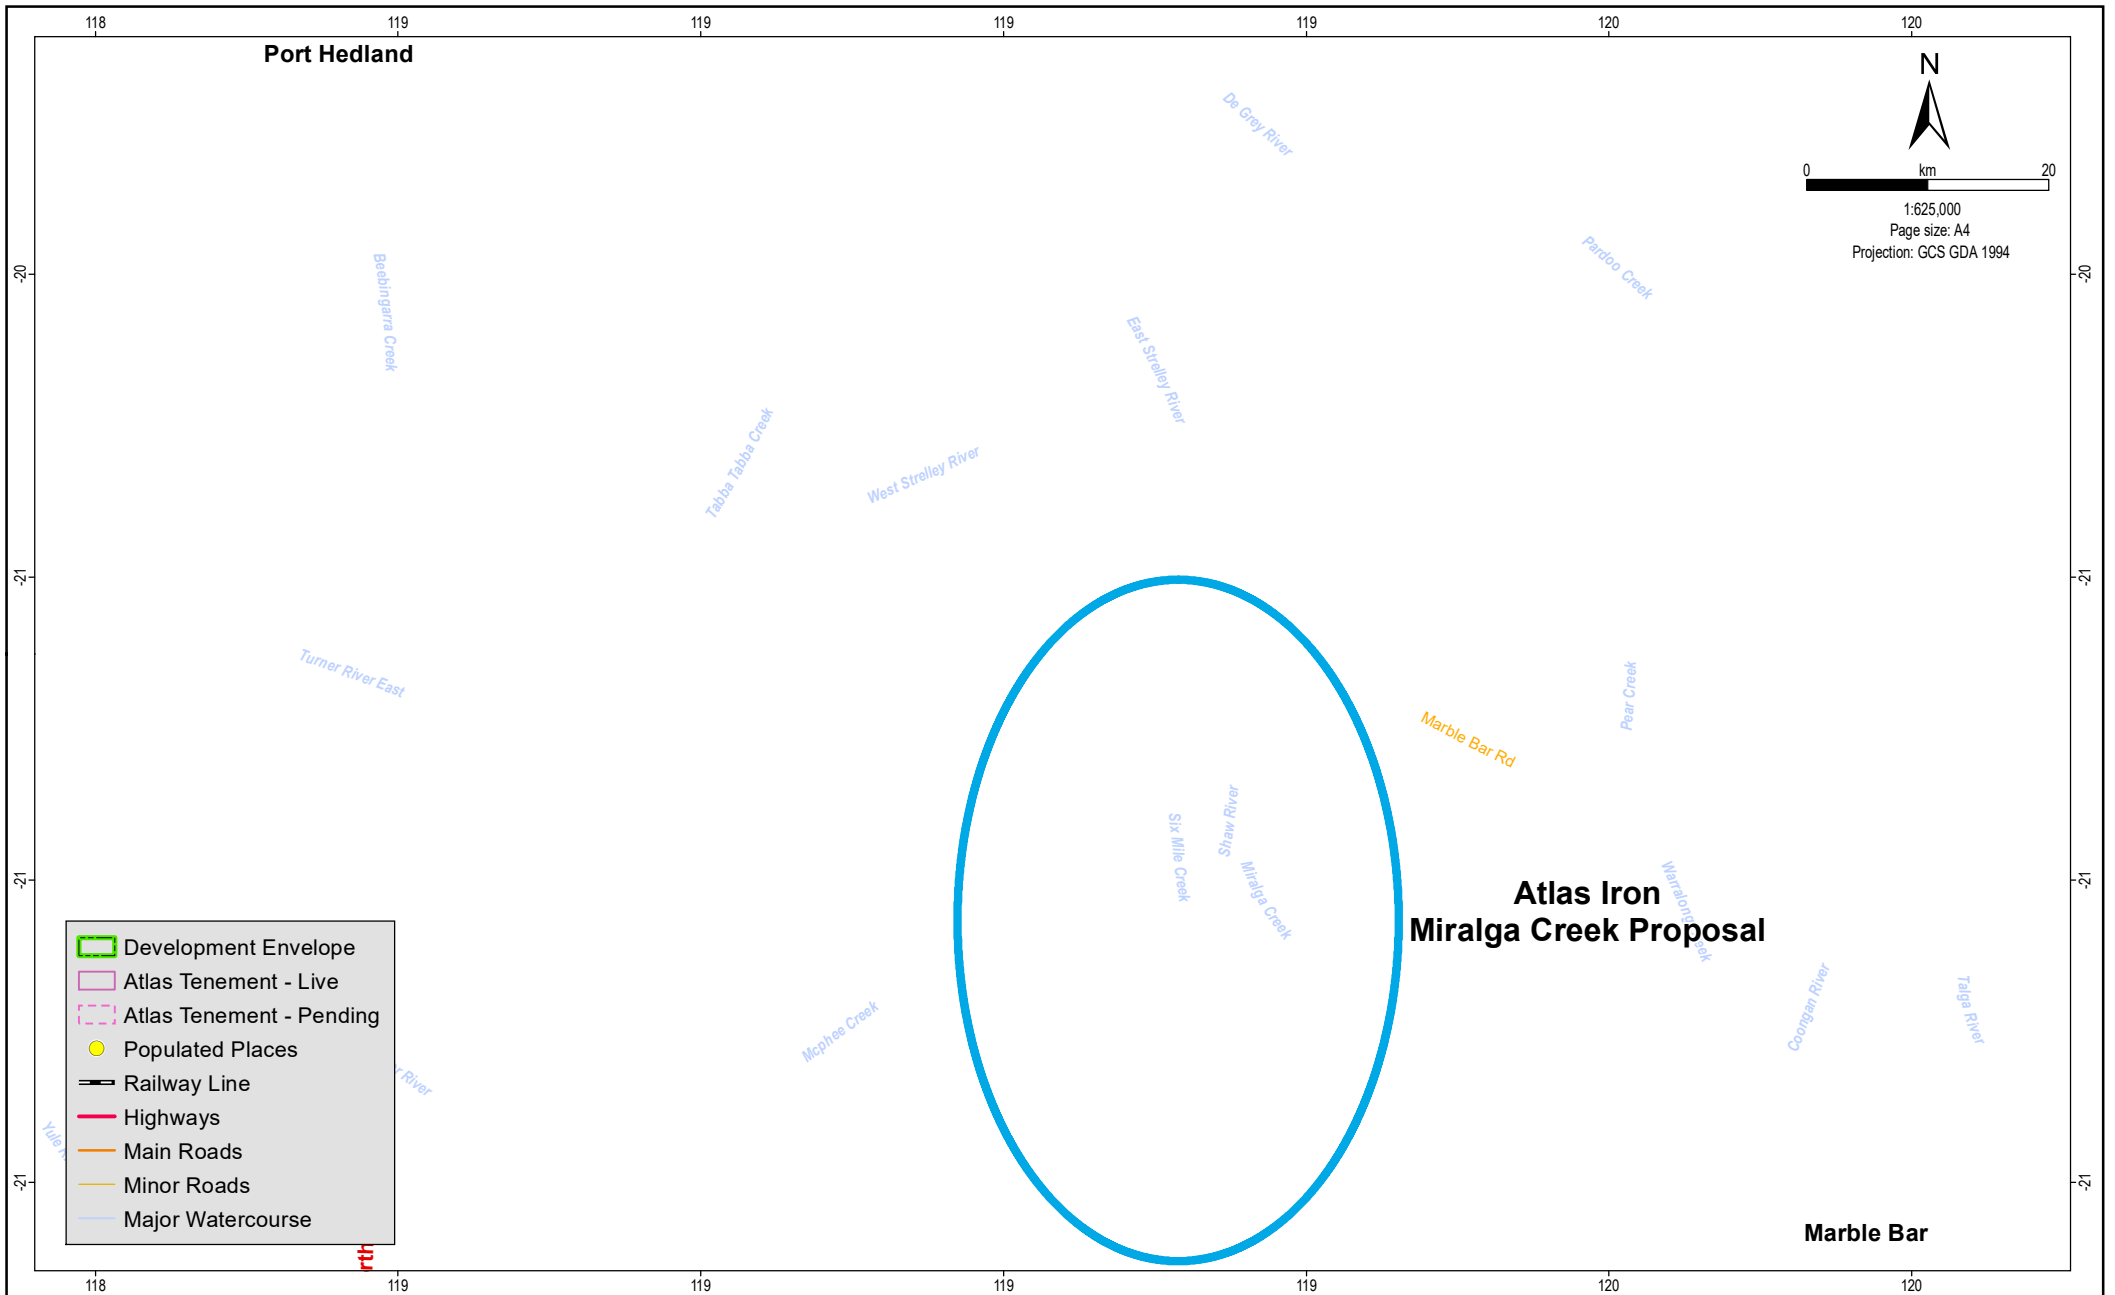 118 119 119 119 119 120 120
Port Hedland
N
De Grey River
0 km 20
1:625,000
Page size: A4
Projection: GCS GDA 1994
-20
-20
Beebingarra Creek
Pardoo Creek
East Strelley River
Tabba Tabba Creek
West Strelley River
-21
-21
Turner River East
Pear Creek
Marble Bar Rd
Six Mile Creek
Shaw River
Miralga Creek
-21
-21
Atlas Iron
Miralga Creek Proposal
Coongan River
Talga River
Mcphee Creek
River
Development Envelope
Atlas Tenement - Live
Atlas Tenement - Pending
Populated Places
Railway Line
Highways
Main Roads
Minor Roads
Major Watercourse
Yule
rth
-21
-21
Marble Bar
118 119 119 119 119 120 120